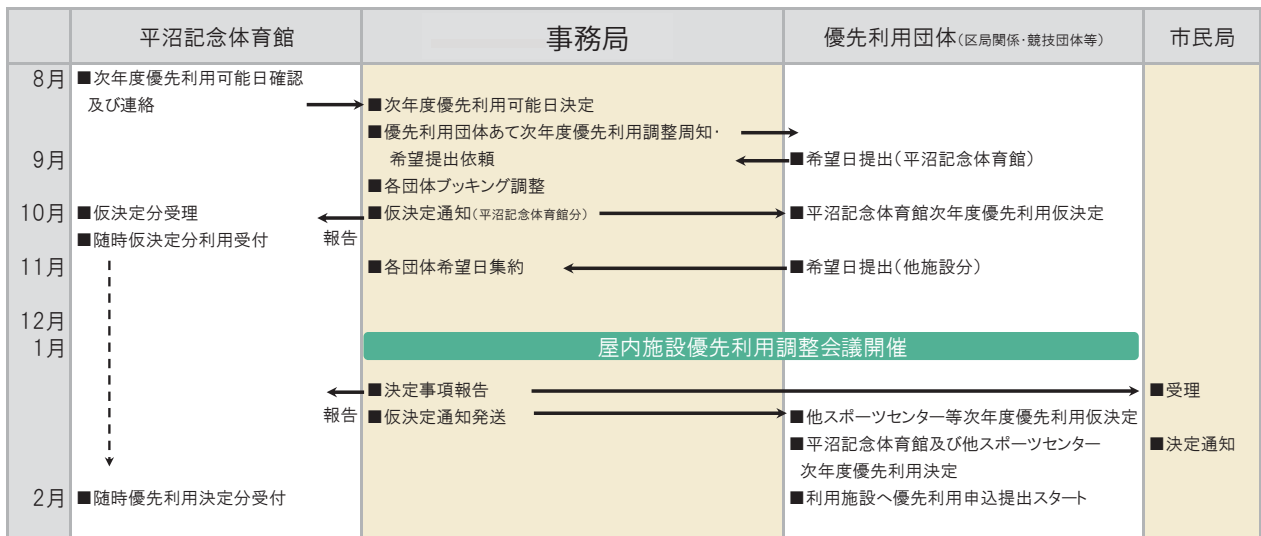 平沼記念体育館 事務局 優先利用団体(区局関係・競技団体等) 市民局
8月 ■次年度優先利用可能日確認
及び連絡 ■次年度優先利用可能日決定
■優先利用団体あて次年度優先利用調整周知・
9月 希望提出依頼 ■希望日提出(平沼記念体育館)
■各団体ブッキング調整
10月 ■仮決定分受理 ■仮決定通知(平沼記念体育館分) ■平沼記念体育館次年度優先利用仮決定
■随時仮決定分利用受付 報告
11月 ■各団体希望日集約 ■希望日提出(他施設分)
12月
1月 屋内施設優先利用調整会議開催
■決定事項報告 ■受理
報告 ■仮決定通知発送 ■他スポーツセンター等次年度優先利用仮決定
■平沼記念体育館及び他スポーツセンター ■決定通知
次年度優先利用決定
2月 ■随時優先利用決定分受付 ■利用施設へ優先利用申込提出スタート